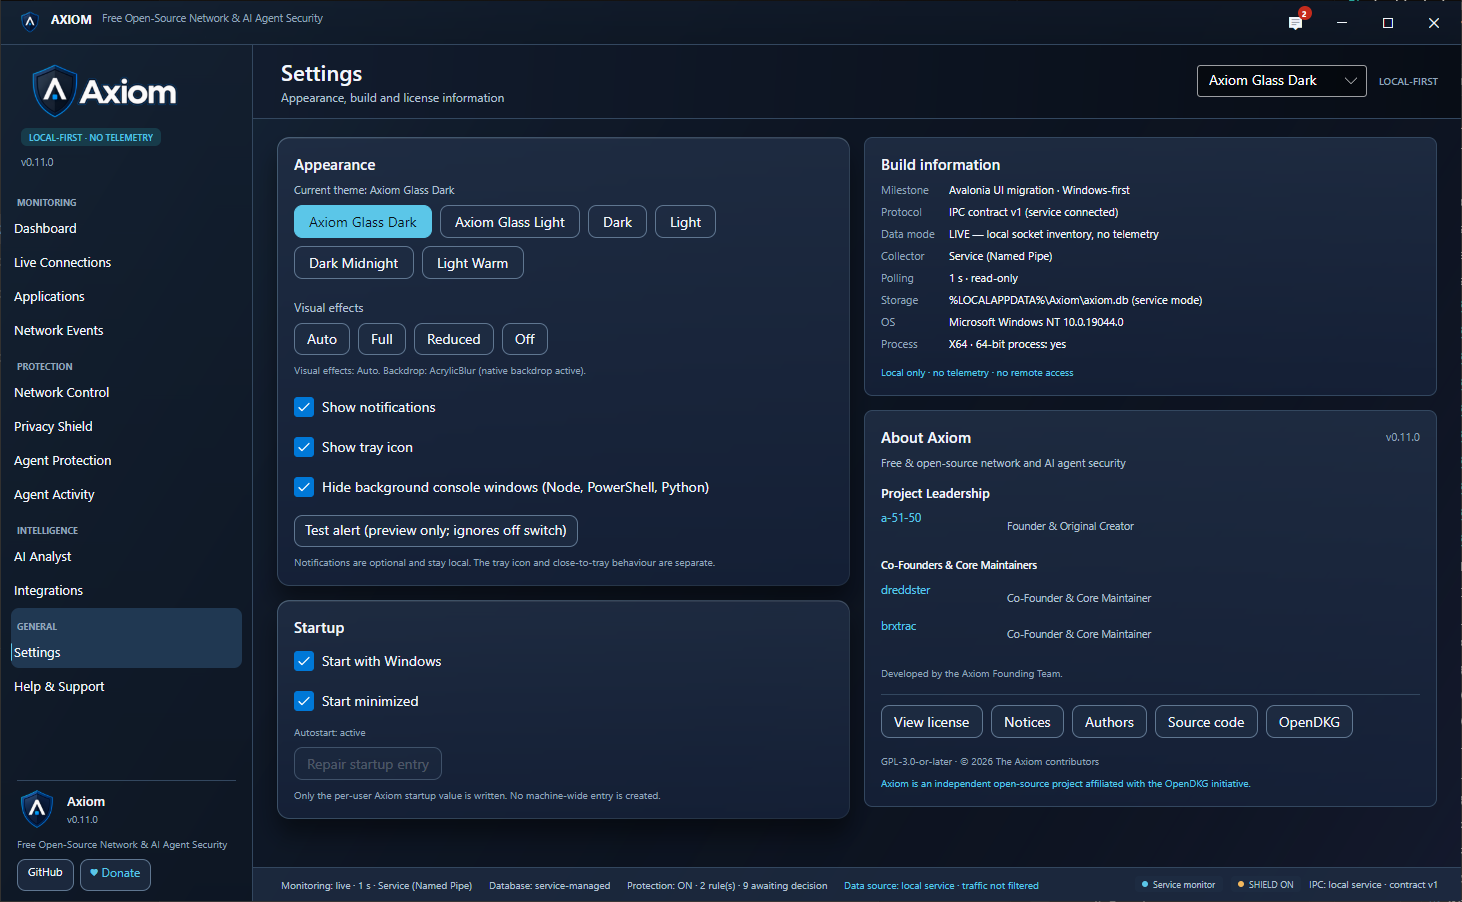 AXIOM Free Open-Source Network & AI Agent Security
2
Axiom
LOCAL-FIRST · NO TELEMETRY
v0.11.0
MONITORING
Dashboard
Live Connections
Applications
Network Events
PROTECTION
Network Control
Privacy Shield
Agent Protection
Agent Activity
INTELLIGENCE
AI Analyst
Integrations
GENERAL
Settings
Help & Support
Axiom
v0.11.0
Free Open-Source Network & AI Agent Security
GitHub
Donate
Settings
Appearance, build and license information
Axiom Glass Dark
LOCAL-FIRST
Appearance
Current theme: Axiom Glass Dark
Axiom Glass Dark
Axiom Glass Light
Dark
Light
Dark Midnight
Light Warm
Visual effects
Auto
Full
Reduced
Off
Visual effects: Auto. Backdrop: AcrylicBlur (native backdrop active).
Show notifications
Show tray icon
Hide background console windows (Node, PowerShell, Python)
Test alert (preview only; ignores off switch)
Notifications are optional and stay local. The tray icon and close-to-tray behaviour are separate.
Startup
Start with Windows
Start minimized
Autostart: active
Repair startup entry
Only the per-user Axiom startup value is written. No machine-wide entry is created.
Build information
Milestone Avalonia UI migration · Windows-first
Protocol IPC contract v1 (service connected)
Data mode LIVE — local socket inventory, no telemetry
Collector Service (Named Pipe)
Polling 1 s · read-only
Storage %LOCALAPPDATA%\Axiom\axiom.db (service mode)
OS Microsoft Windows NT 10.0.19044.0
Process X64 · 64-bit process: yes
Local only · no telemetry · no remote access
About Axiom
v0.11.0
Free & open-source network and AI agent security
Project Leadership
a-51-50
Founder & Original Creator
Co-Founders & Core Maintainers
dreddster
Co-Founder & Core Maintainer
brxtrac
Co-Founder & Core Maintainer
Developed by the Axiom Founding Team.
View license
Notices
Authors
Source code
OpenDKG
GPL-3.0-or-later · © 2026 The Axiom contributors
Axiom is an independent open-source project affiliated with the OpenDKG initiative.
Monitoring: live · 1 s · Service (Named Pipe)
Database: service-managed
Protection: ON · 2 rule(s) · 9 awaiting decision
Data source: local service · traffic not filtered
Service monitor
SHIELD ON
IPC: local service · contract v1